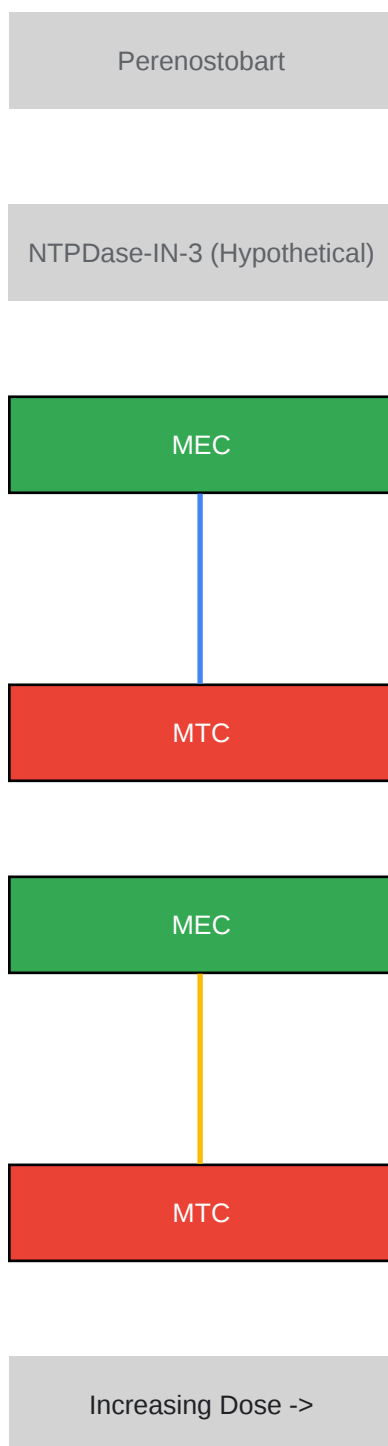 Perenostobart
NTPDase-IN-3 (Hypothetical)
MEC
MTC
MEC
MTC
Increasing Dose ->